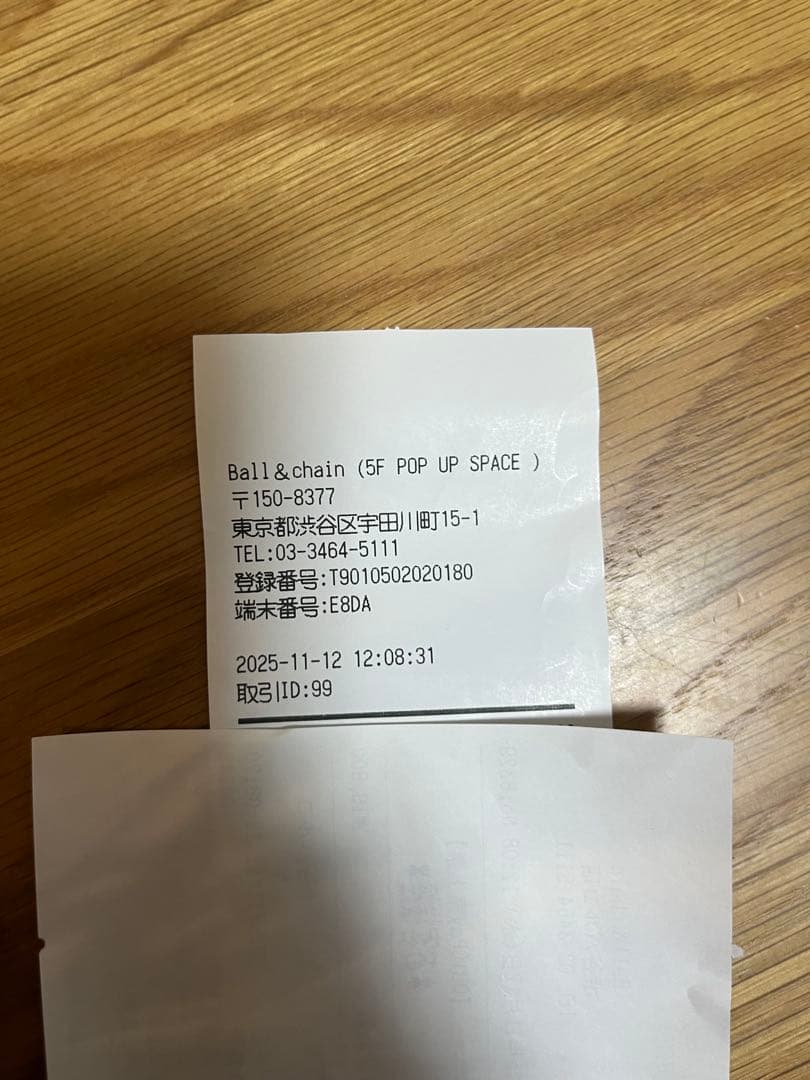 Ball&chain (5F POP UP SPACE )
〒150-8377
東京都渋谷区宇田川町15-1
TEL:03-3464-5111
登録番号:T9010502020180
端末番号:E8DA
2025-11-12 12:08:31
取引ID:99